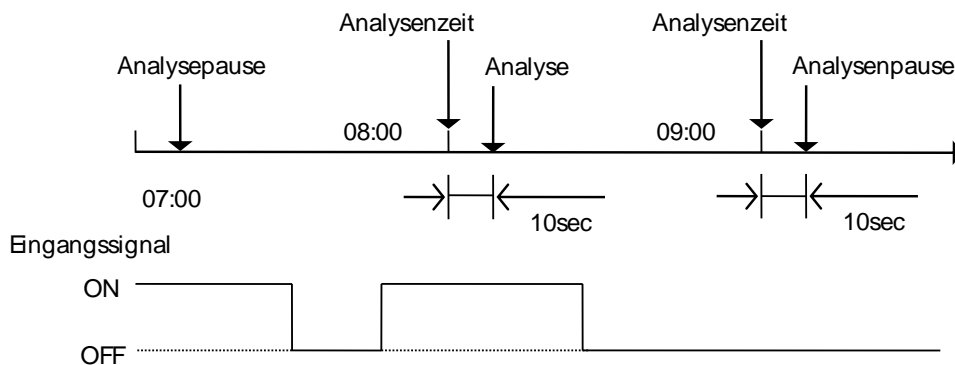 Analysenzeit
Analysenzeit
Analysepause
Analyse
Analysenpause
08:00
09:00
07:00
10sec
10sec
Eingangssignal
ON
OFF